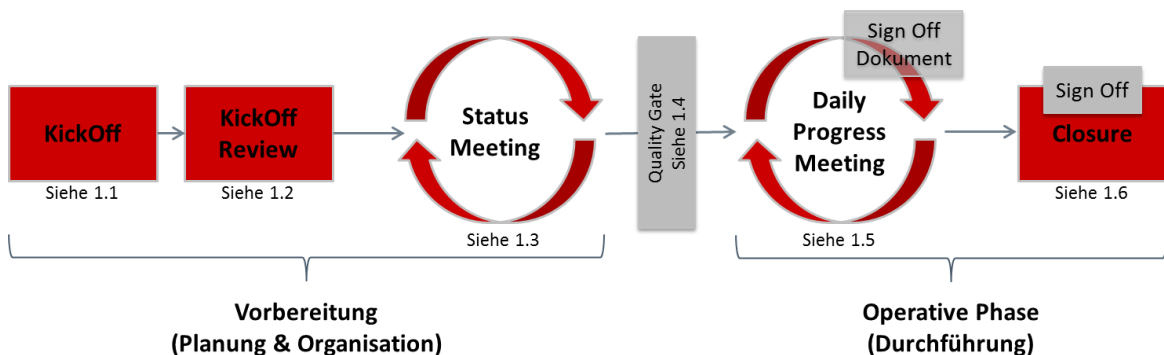 KickOff
Siehe 1.1
KickOff
Review
Siehe 1.2
Status
Meeting
Siehe 1.3
Quality Gate
Siehe 1.4
Sign Off
Dokument
Daily
Progress
Meeting
Siehe 1.5
Sign Off
Closure
Siehe 1.6
Vorbereitung
(Planung & Organisation)
Operative Phase
(Durchführung)